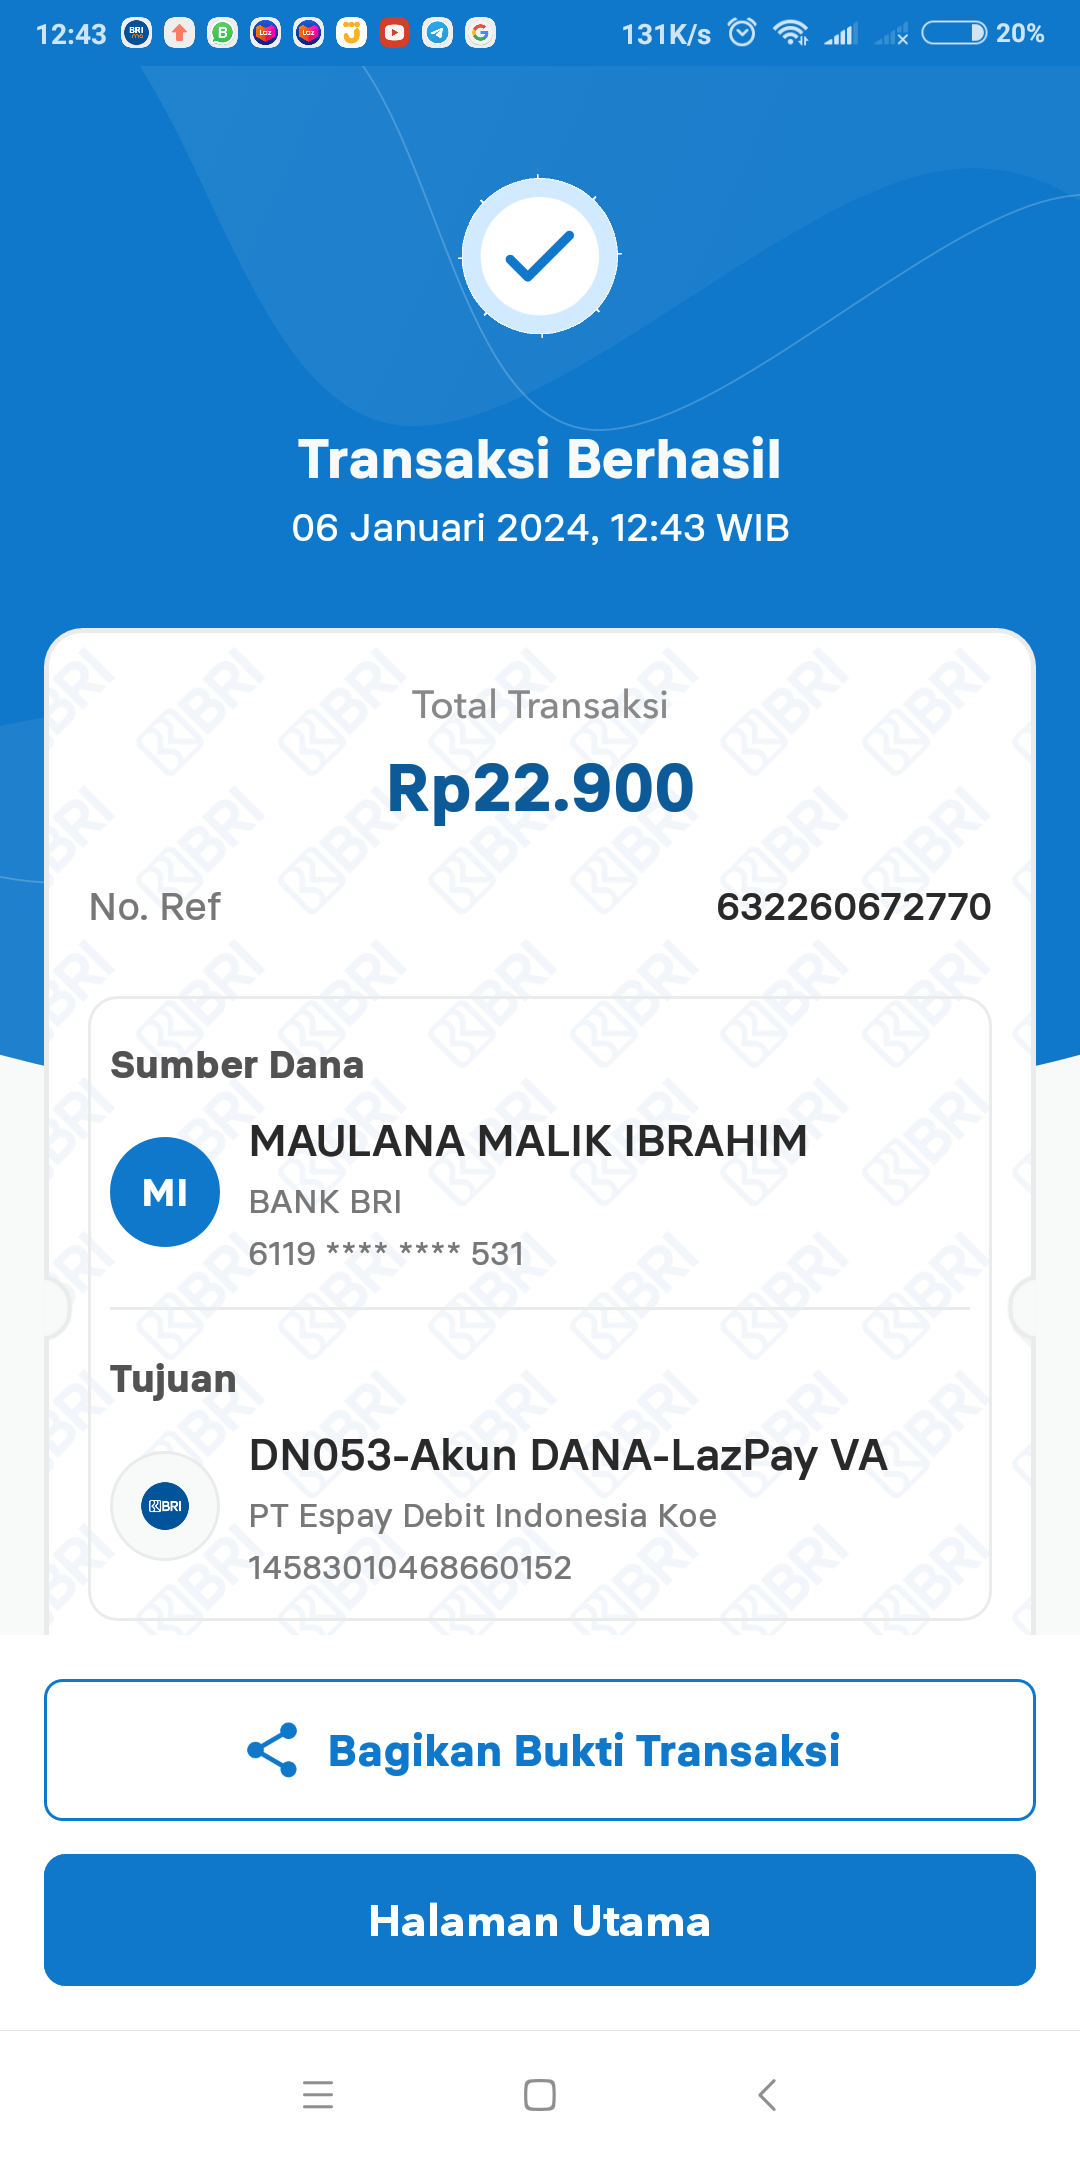 12:43 131K/s 20%
Transaksi Berhasil
06 Januari 2024, 12:43 WIB
Total Transaksi
Rp22.900
No. Ref 632260672770
Sumber Dana
MI
MAULANA MALIK IBRAHIM
BANK BRI
6119 **** **** 531
Tujuan
BRI
DN053-Akun DANA-LazPay VA
PT Espay Debit Indonesia Koe
14583010468660152
Bagikan Bukti Transaksi
Halaman Utama